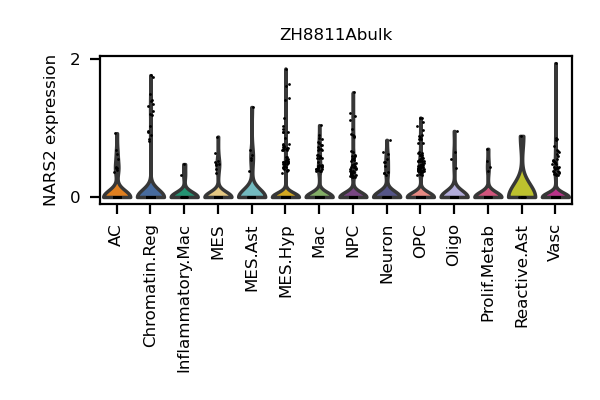 ZH8811Abulk
NARS2 expression
2
0
AC
Chromatin.Reg
Inflammatory.Mac
MES
MES.Ast
MES.Hyp
Mac
NPC
Neuron
OPC
Oligo
Prolif.Metab
Reactive.Ast
Vasc